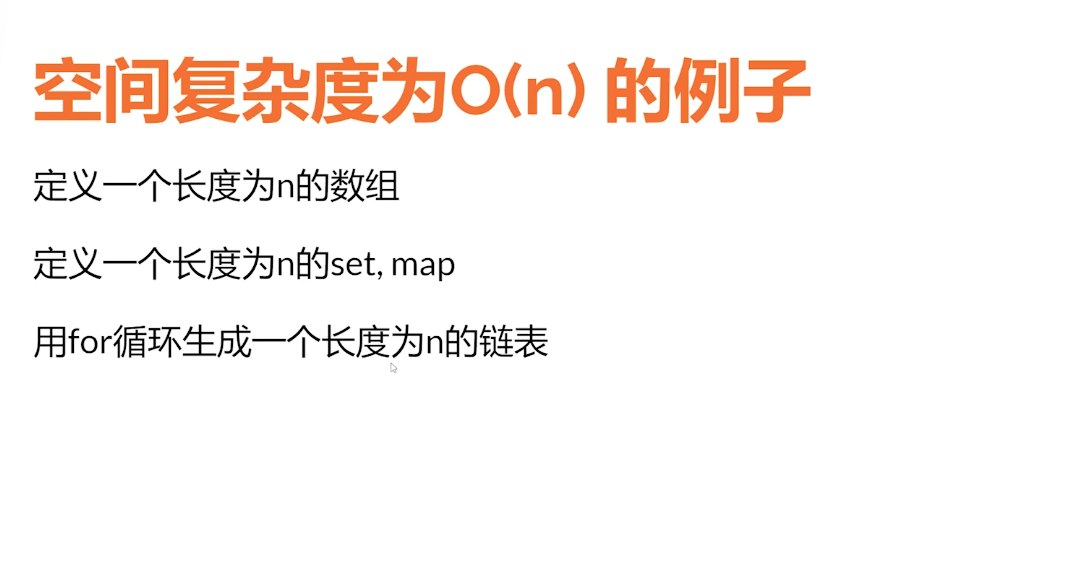 空间复杂度为O(n) 的例子
定义一个长度为n的数组
定义一个长度为n的set, map
用for循环生成一个长度为n的链表